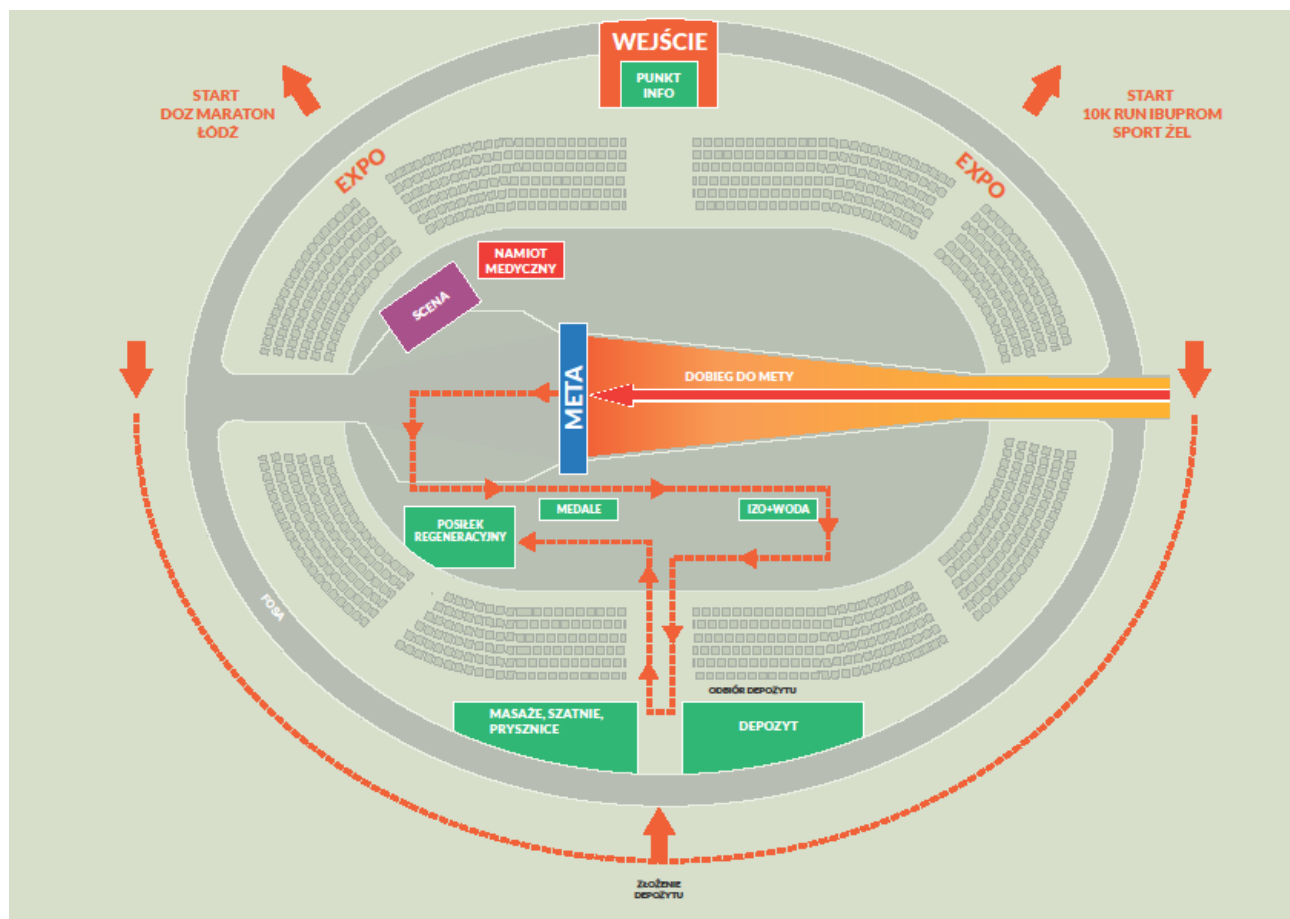 WEJŚCIE
PUNKT
INFO
START
DOZ MARATON
ŁÓDŹ
START
10K RUN IBUPROM
SPORT ŻEL
EXPO
EXPO
NAMIOT
MEDYCZNY
SCENA
META
DOBIEG DO METY
MEDALE
IZO+WODA
POSIŁEK
REGENERACYJNY
FOSA
ODBIÓR DEPOZYTU
MASAŻE, SZATNIE,
PRYSZNICE
DEPOZYT
ZŁOŻENIE
DEPOZYTU